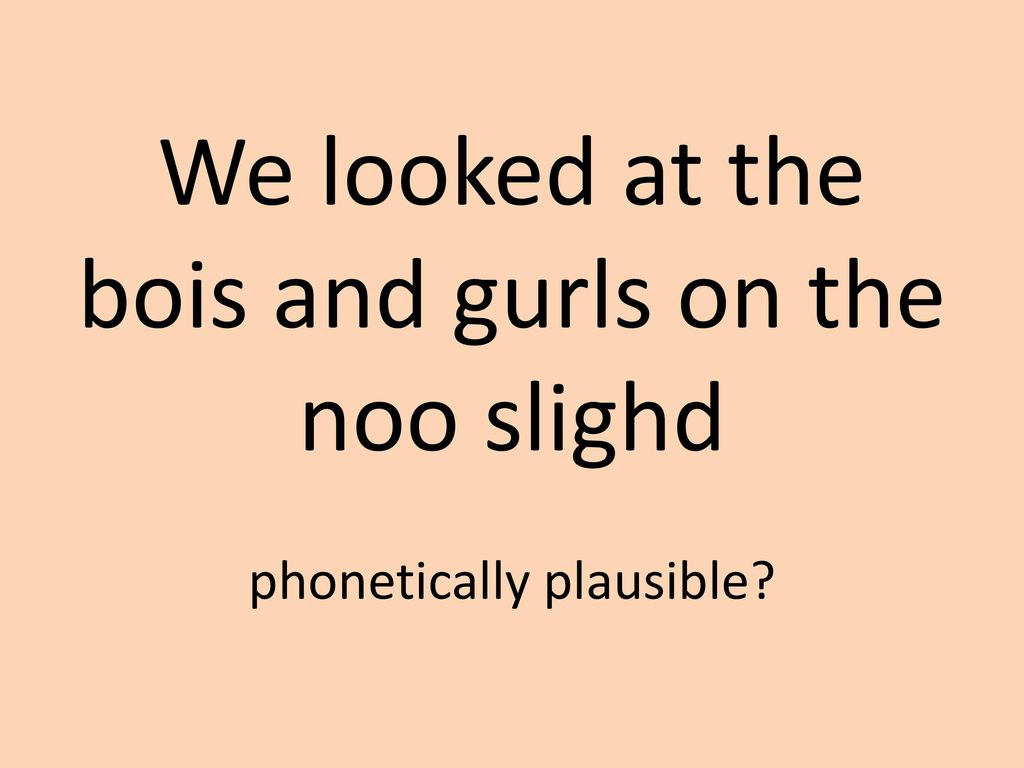 We looked at the
bois and gurls on the
noo slighd
phonetically plausible?